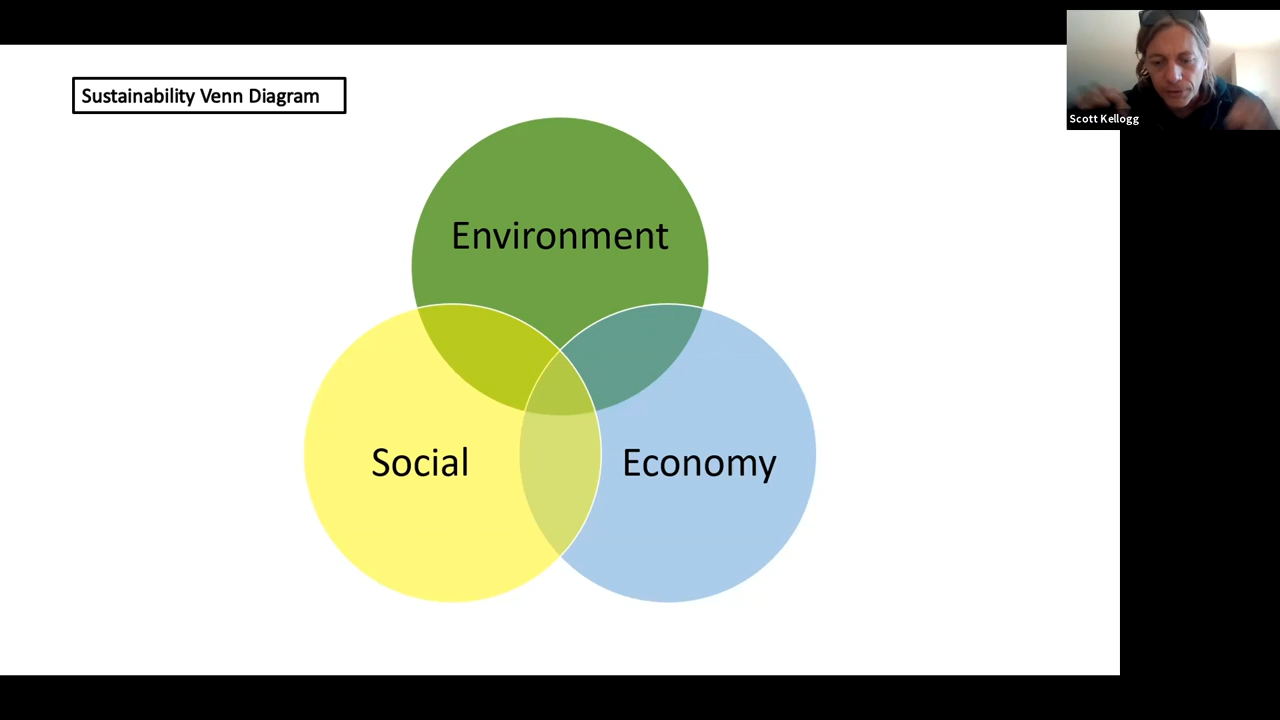 Sustainability Venn Diagram
Scott Kellogg
Environment
Social
Economy